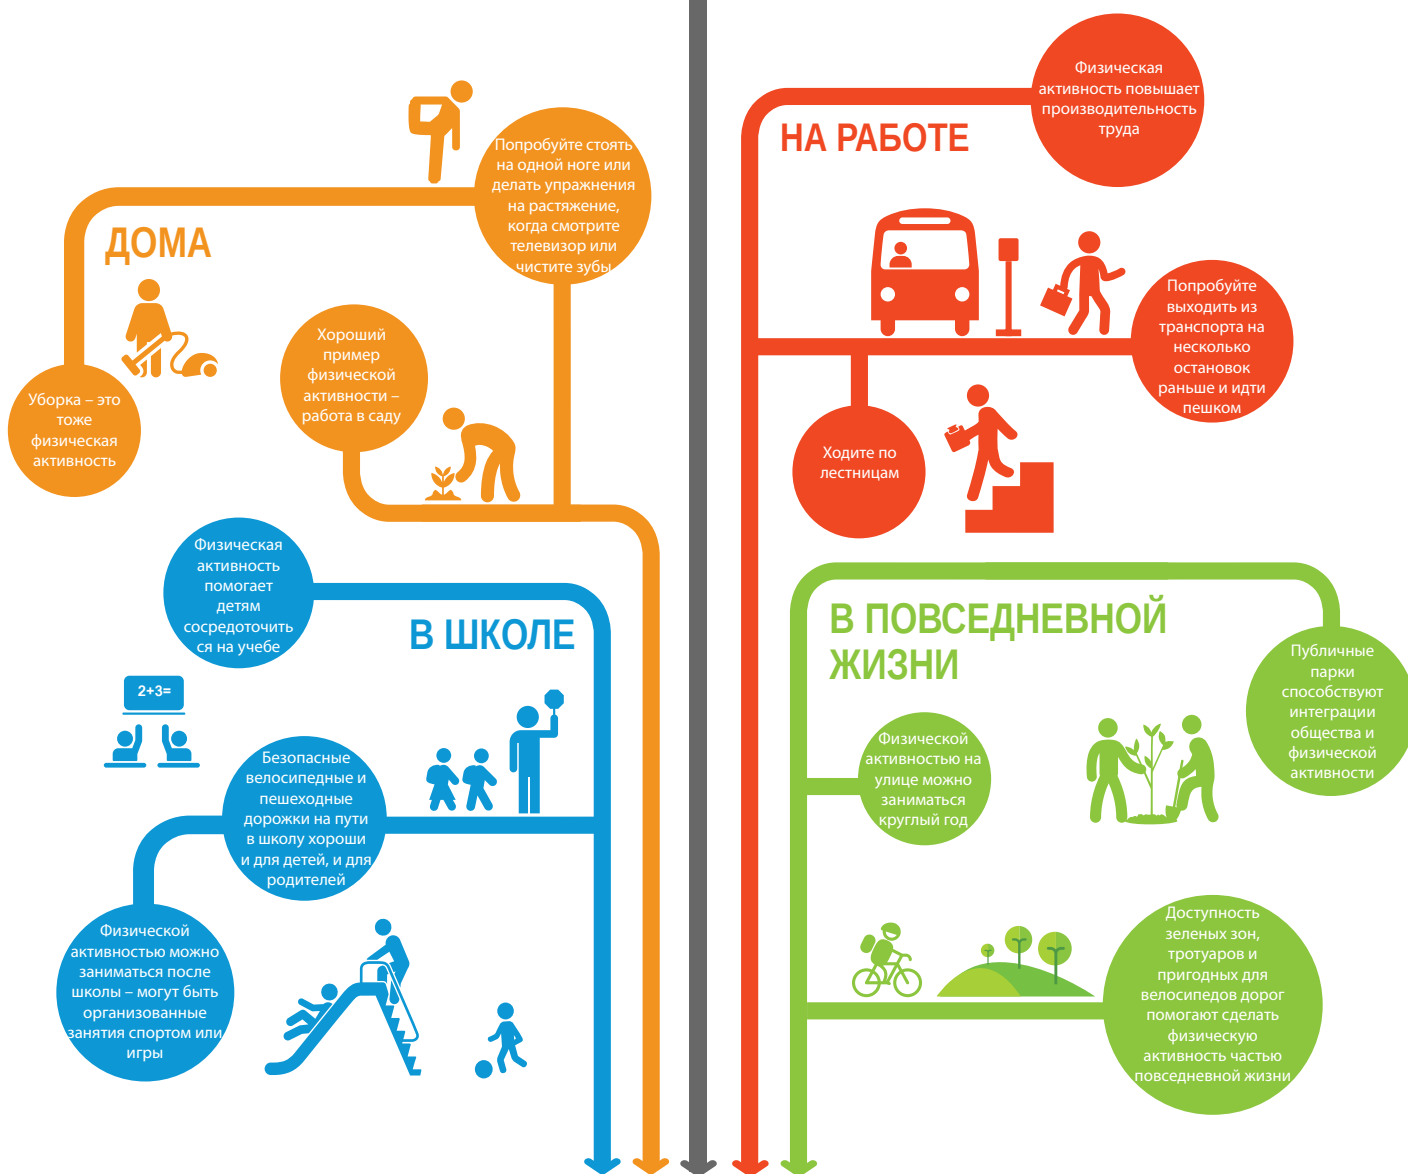 ДОМА
Попробуйте стоять
на одной ноге или
делать упражнения
на растяжение,
когда смотрите
телевизор или
чистите зубы
Хороший
пример
физической
активности –
работа в саду
Уборка – это
тоже
физическая
активность
В ШКОЛЕ
Физическая
активность
помогает
детям
сосредоточить
ся на учебе
2+3=
Безопасные
велосипедные и
пешеходные
дорожки на пути
в школу хороши
и для детей, и для
родителей
Физической
активностью можно
заниматься после
школы – могут быть
организованные
занятия спортом или
игры
НА РАБОТЕ
Физическая
активность повышает
производительность
труда
Попробуйте
выходить из
транспорта на
несколько
остановок
раньше и идти
пешком
Ходите по
лестницам
В ПОВСЕДНЕВНОЙ
ЖИЗНИ
Публичные
парки
способствуют
интеграции
общества и
физической
активности
Физической
активностью на
улице можно
заниматься
круглый год
Доступность
зеленых зон,
тротуаров и
пригодных для
велосипедов дорог
помогают сделать
физическую
активность частью
повседневной жизни